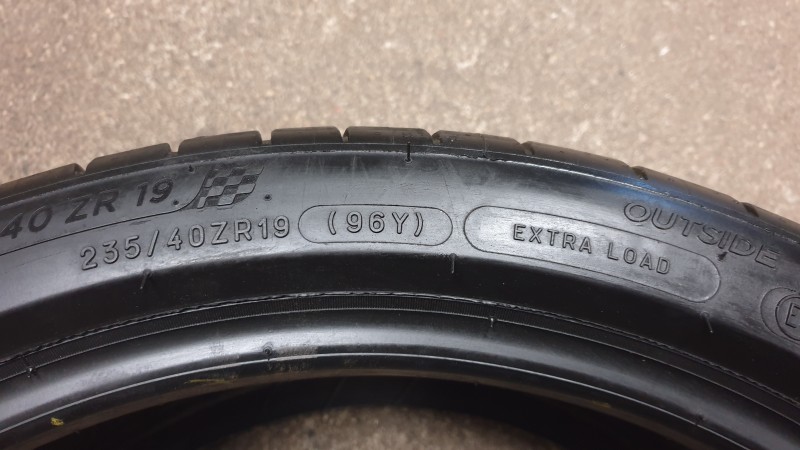 40 ZR 19
235/40ZR19 (96Y) EXTRA LOAD
OUTSIDE
E